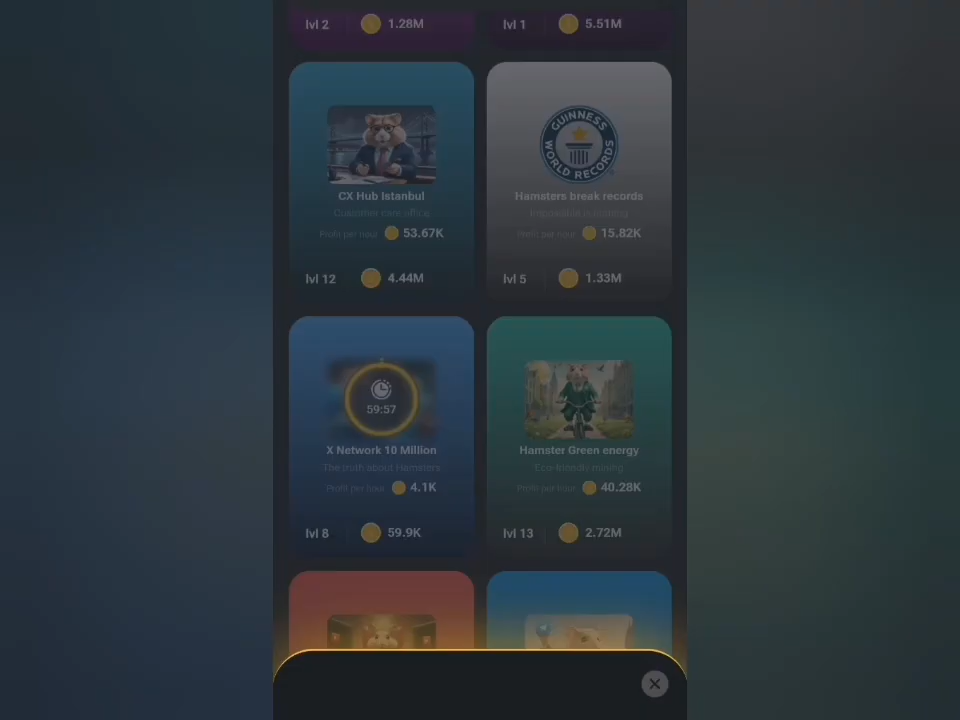 lvl 2 1.28M
lvl 1 5.51M
CX Hub Istanbul
Customer care office
Profit per hour 53.67K
lvl 12 4.44M
GUINNESS
WORLD RECORDS
Hamsters break records
Impossible is nothing
Profit per hour 15.82K
lvl 5 1.33M
59:57
X Network 10 Million
The truth about Hamsters
Profit per hour 4.1K
lvl 8 59.9K
Hamster Green energy
Eco-friendly mining
Profit per hour 40.28K
lvl 13 2.72M